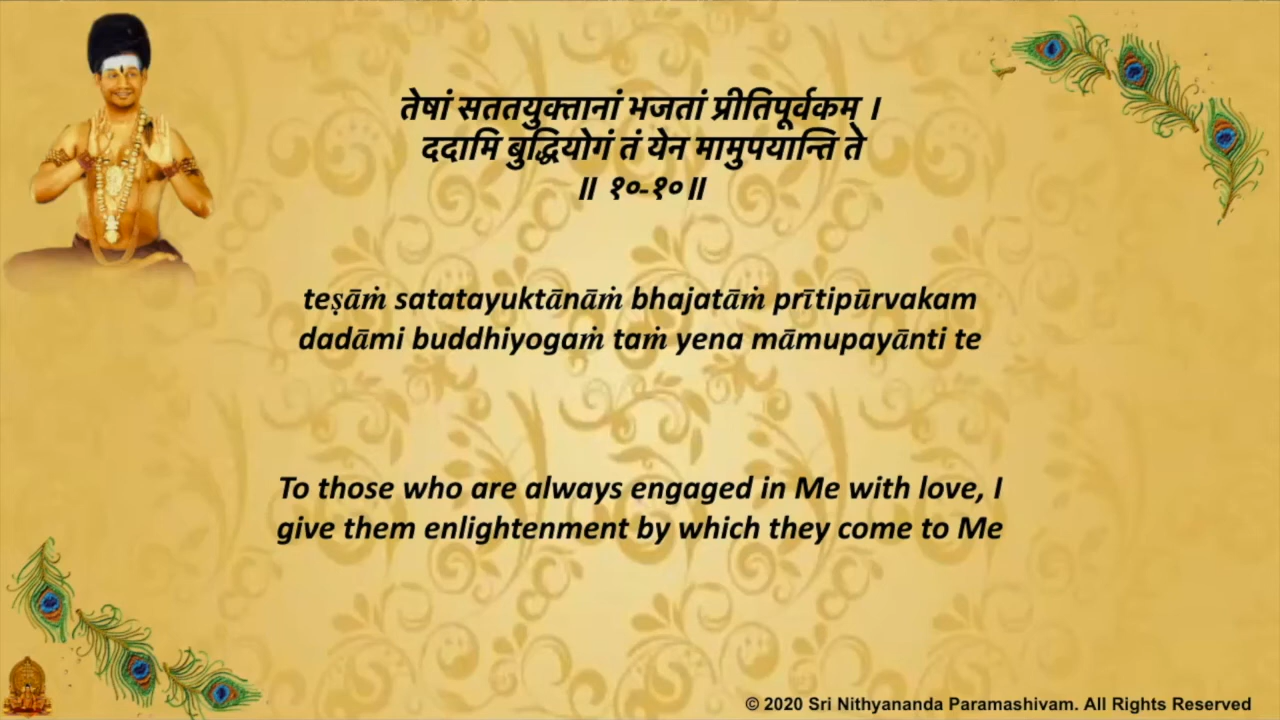 तेषां सततयुक्तानां भजतां प्रीतिपूर्वकम् ।
ददामि बुद्धियोगं तं येन मामुपयान्ति ते
॥ १०-१०॥
teṣāṁ satatayuktānāṁ bhajatāṁ prītipūrvakam
dadāmi buddhiyogaṁ taṁ yena māmupayānti te
To those who are always engaged in Me with love, I
give them enlightenment by which they come to Me
© 2020 Sri Nithyananda Paramashivam. All Rights Reserved